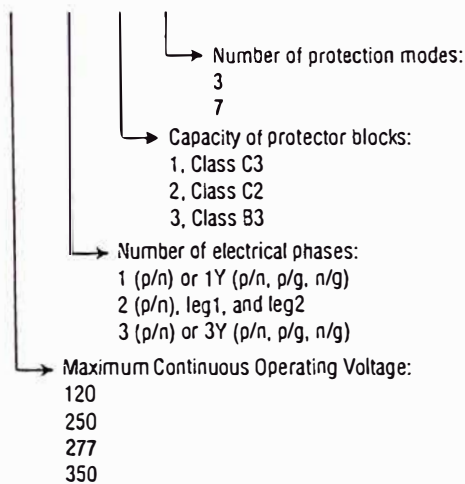 Number of protection modes:
3
7
Capacity of protector blocks:
1, Class C3
2, Class C2
3, Class B3
Number of electrical phases:
1 (p/n) or 1Y (p/n, p/g, n/g)
2 (p/n), leg1, and leg2
3 (p/n) or 3Y (p/n, p/g, n/g)
Maximum Continuous Operating Voltage:
120
250
277
350